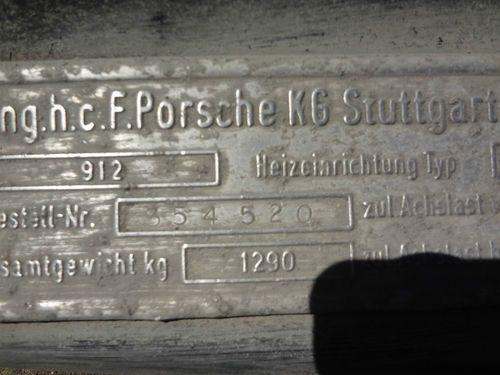 ng.h.c.F.Porsche KG Stuttgart
912 Heizeinrichtung Typ
estell-Nr. 354520 zul Achslast
samtgewicht kg 1290 zul Achslast